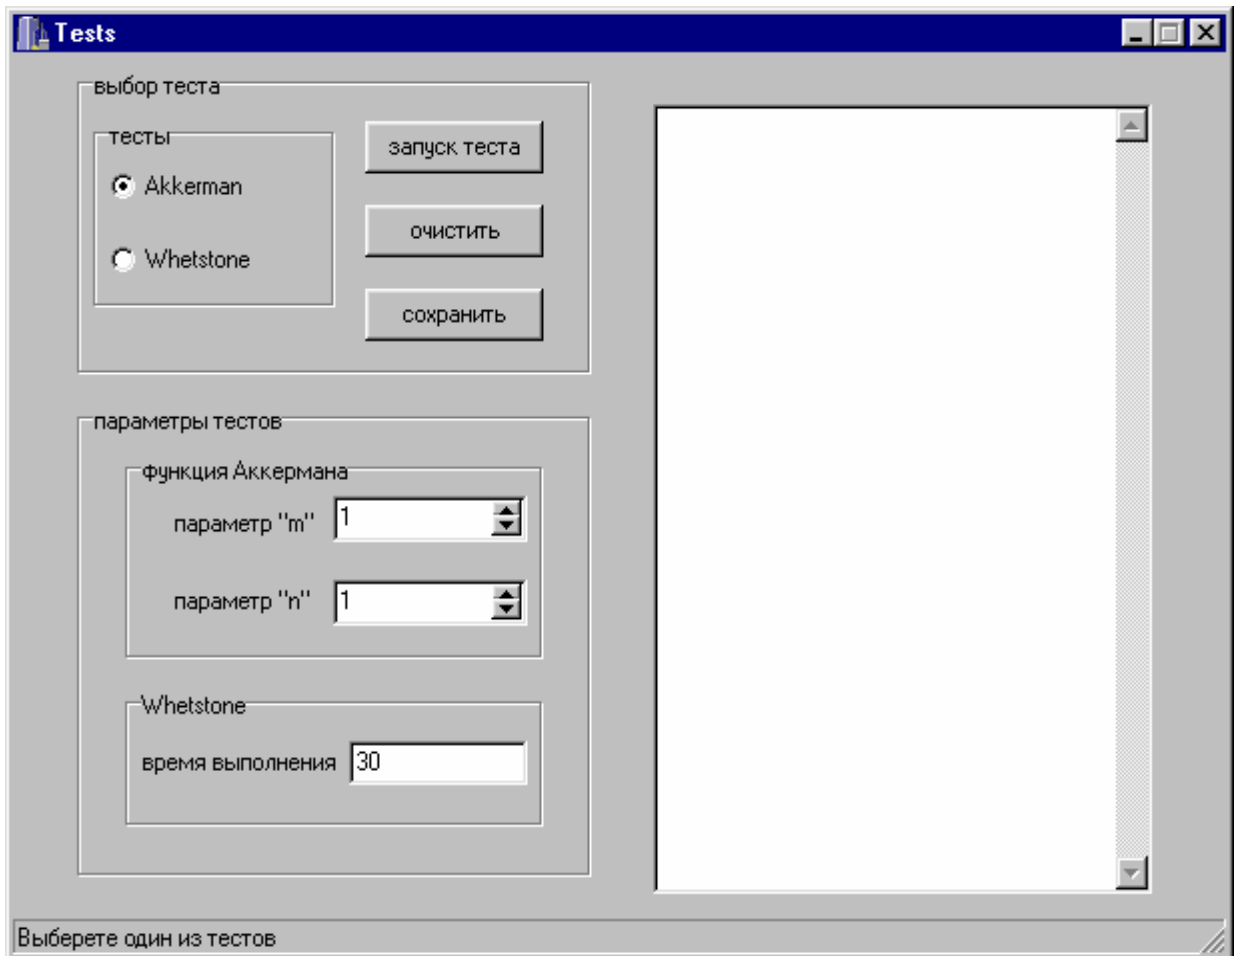 Tests
выбор теста
тесты
Akkerman
Whetstone
запуск теста
очистить
сохранить
параметры тестов
функция Аккермана
параметр "m" 1
параметр "n" 1
Whetstone
время выполнения 30
Выберете один из тестов